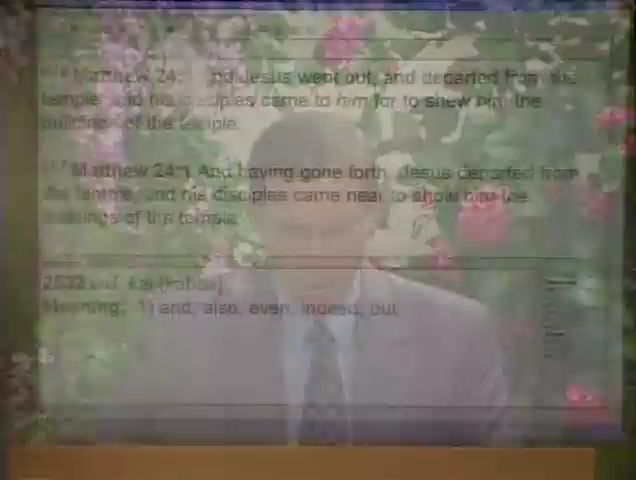 Matthew 24:1 And Jesus went out, and departed from the
temple: and his disciples came to him for to shew him the
buildings of the temple.
Matthew 24:1 And having gone forth, Jesus departed from
the temple, and his disciples came near to show him the
buildings of the temple
2532 kai
Meaning: 1) and, also, even, indeed, but